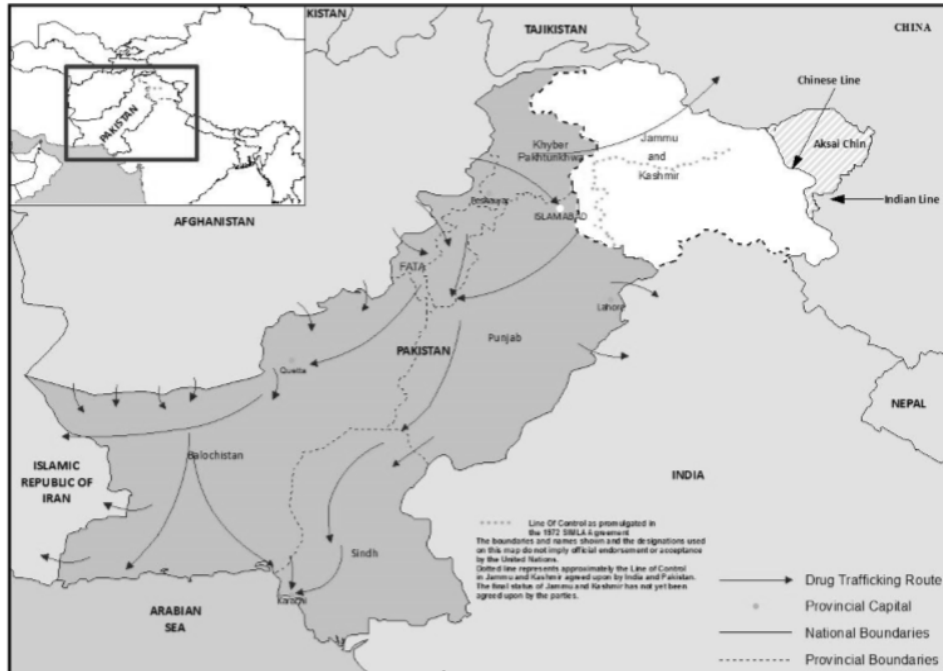 KISTAN
TAJIKISTAN
CHINA
Chinese Line
PAKISTAN
Khyber
Pakhtunkhwa
Jammu
and
Kashmir
Aksai Chin
Indian Line
AFGHANISTAN
Peshawar
ISLAMABAD
FATA
Lahore
Punjab
PAKISTAN
Quetta
NEPAL
Balochistan
ISLAMIC
REPUBLIC OF
IRAN
INDIA
Line Of Control as promulgated in
the 1972 SIMLA Agreement
The boundaries and names shown and the designations used
on this map do not imply official endorsement or acceptance
by the United Nations.
Dotted line represents approximately the Line of Control
in Jammu and Kashmir agreed upon by India and Pakistan.
The final status of Jammu and Kashmir has not yet been
agreed upon by the parties.
Sindh
Karachi
ARABIAN
SEA
Drug Trafficking Route
Provincial Capital
National Boundaries
Provincial Boundaries